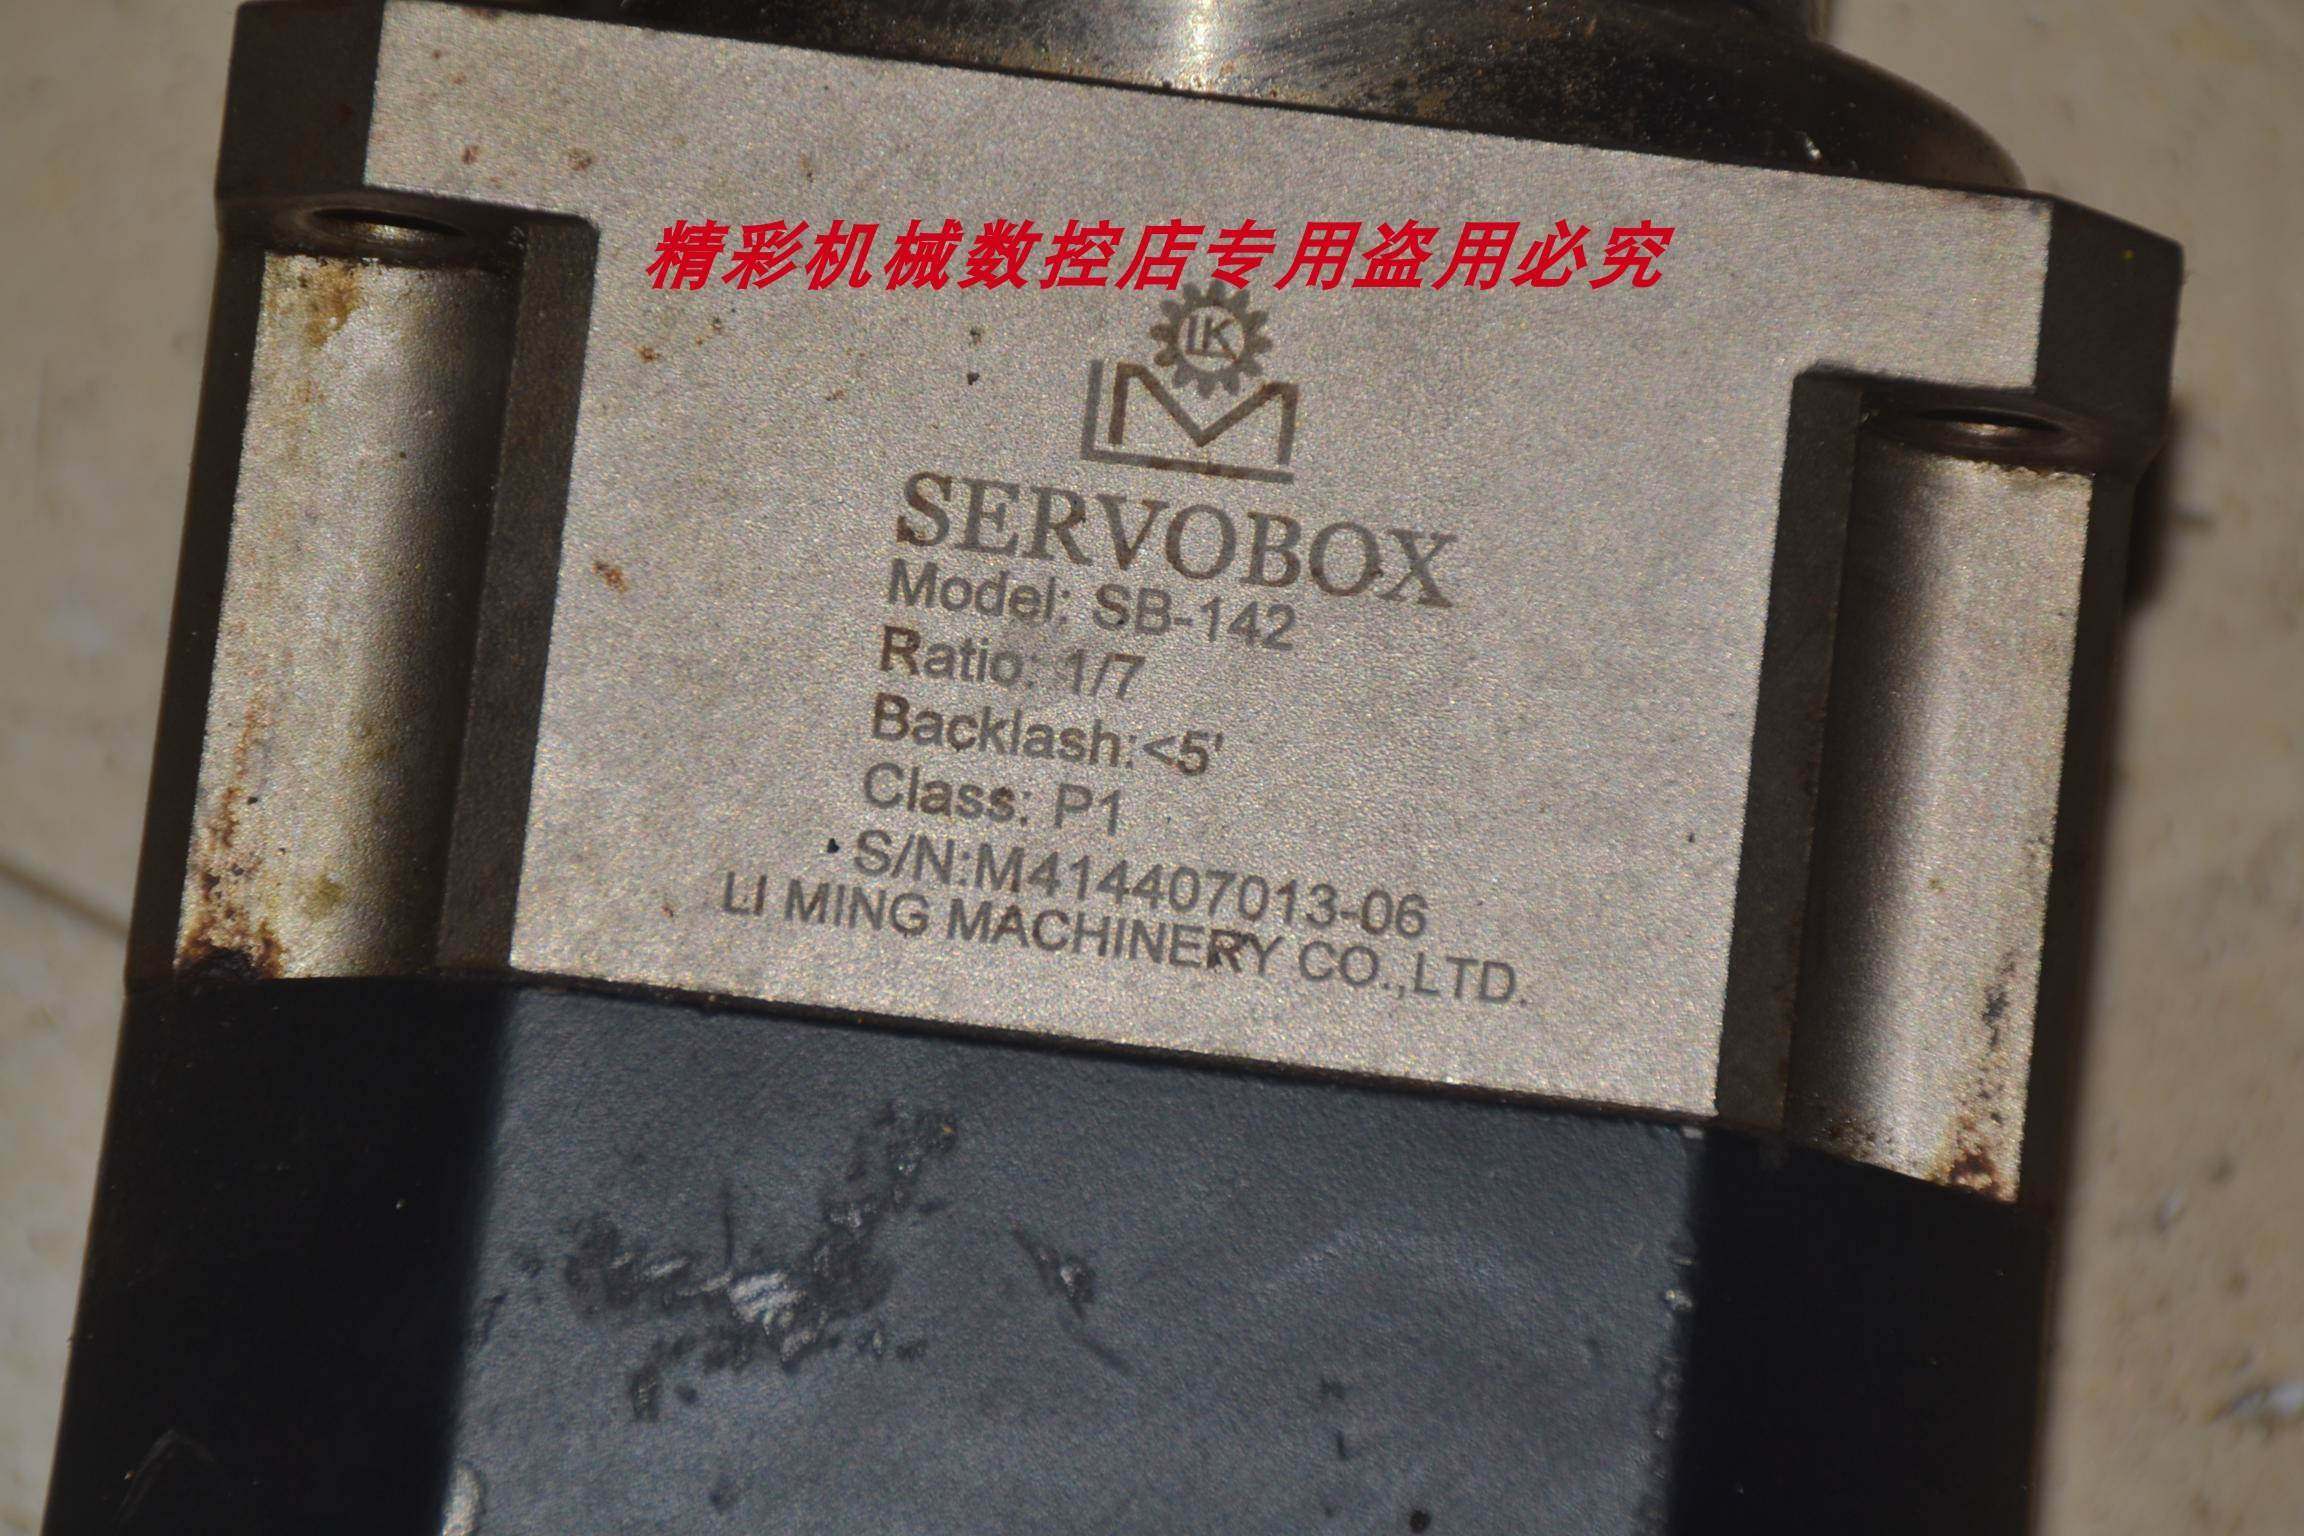 精彩机械数控店专用盗用必究
LK
M
SERVOBOX
Model: SB-142
Ratio: 1/7
Backlash:<5'
Class: P1
S/N:M414407013-06
LI MING MACHINERY CO.,LTD.